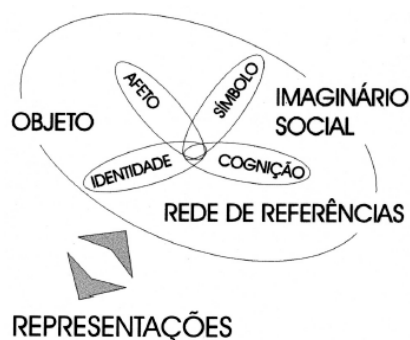 AFETO
SÍMBOLO
OBJETO
IMAGINÁRIO
SOCIAL
IDENTIDADE
COGNIÇÃO
REDE DE REFERÊNCIAS
REPRESENTAÇÕES